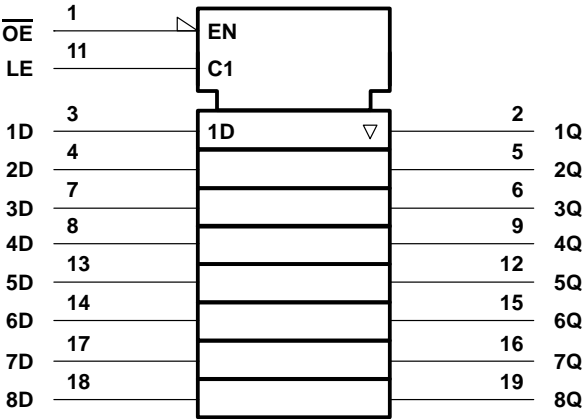 1
OE EN
11
LE C1
3 2
1D 1D ▽ 1Q
4 5
2D 2Q
7 6
3D 3Q
8 9
4D 4Q
13 12
5D 5Q
14 15
6D 6Q
17 16
7D 7Q
18 19
8D 8Q